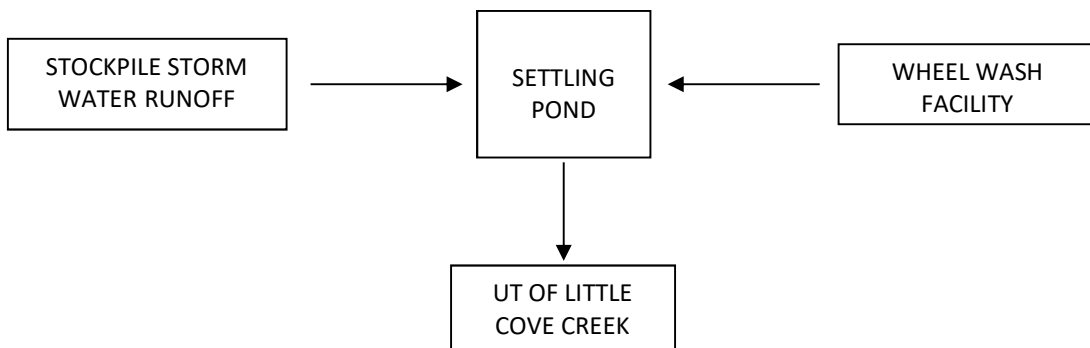 STOCKPILE STORM
WATER RUNOFF
SETTLING
POND
WHEEL WASH
FACILITY
UT OF LITTLE
COVE CREEK